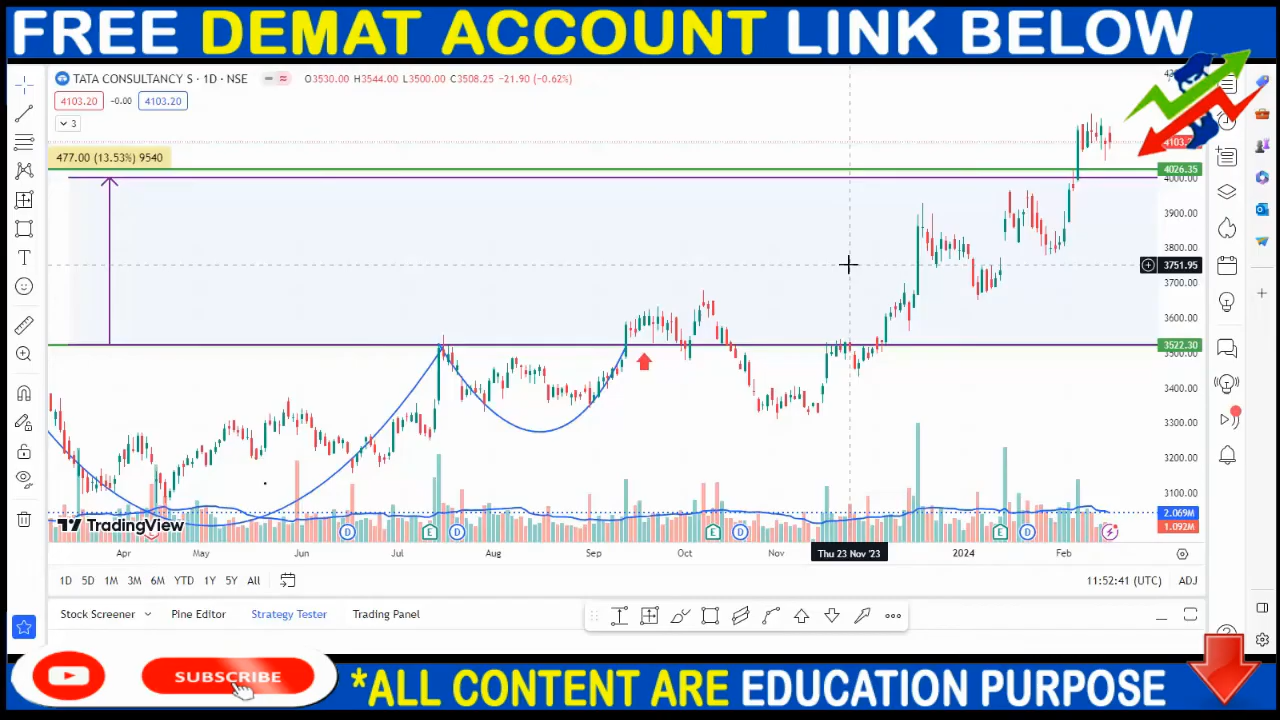 FREE DEMAT ACCOUNT LINK BELOW
TATA CONSULTANCY S · 1D · NSE O3530.00 H3544.00 L3500.00 C3508.25 -21.90 (-0.62%)
4103.20 -0.00 4103.20
3
477.00 (13.53%) 9540
4026.35
4000.00
3900.00
3800.00
3751.95
3700.00
3600.00
3522.30
3500.00
3400.00
3300.00
3200.00
3100.00
TradingView
2.069M
1.092M
D E D E D E D
Apr May Jun Jul Aug Sep Oct Nov Thu 23 Nov '23 2024 Feb
1D 5D 1M 3M 6M YTD 1Y 5Y All 11:52:41 (UTC) ADJ
Stock Screener Pine Editor Strategy Tester Trading Panel
SUBSCRIBE
*ALL CONTENT ARE EDUCATION PURPOSE